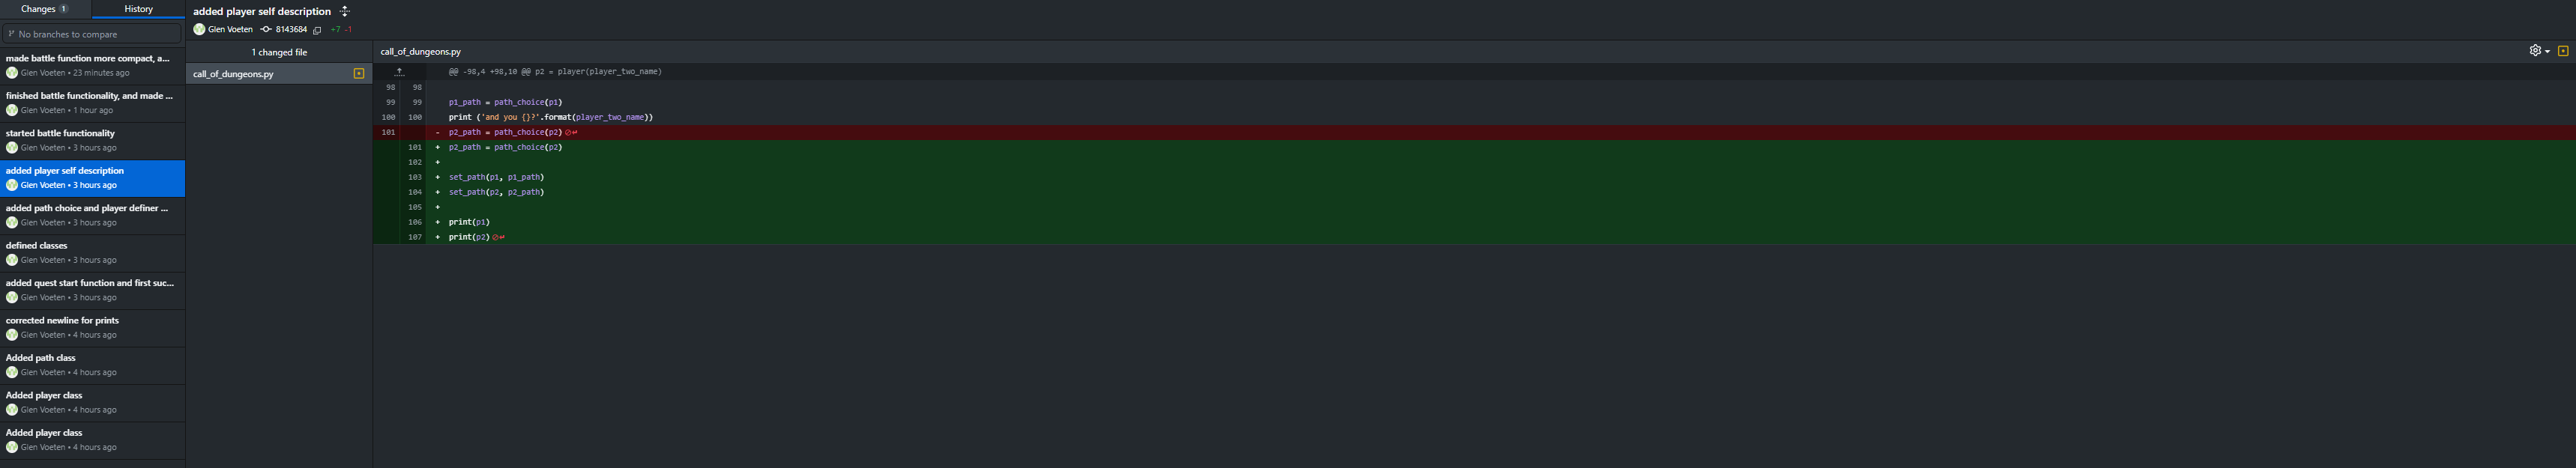 Changes 1
History
No branches to compare
made battle function more compact, a...
Glen Voeten • 23 minutes ago
finished battle functionality, and made ...
Glen Voeten • 1 hour ago
started battle functionality
Glen Voeten • 3 hours ago
added player self description
Glen Voeten • 3 hours ago
added path choice and player definer ...
Glen Voeten • 3 hours ago
defined classes
Glen Voeten • 3 hours ago
added quest start function and first suc...
Glen Voeten • 3 hours ago
corrected newline for prints
Glen Voeten • 4 hours ago
Added path class
Glen Voeten • 4 hours ago
Added player class
Glen Voeten • 4 hours ago
Added player class
Glen Voeten • 4 hours ago
added player self description
Glen Voeten 8143684 +7 -1
1 changed file
call_of_dungeons.py
call_of_dungeons.py
@@ -98,4 +98,10 @@ p2 = player(player_two_name)
98 98
99 99 p1_path = path_choice(p1)
100 100 print ('and you {}?'.format(player_two_name))
101 - p2_path = path_choice(p2)
101 + p2_path = path_choice(p2)
102 +
103 + set_path(p1, p1_path)
104 + set_path(p2, p2_path)
105 +
106 + print(p1)
107 + print(p2)